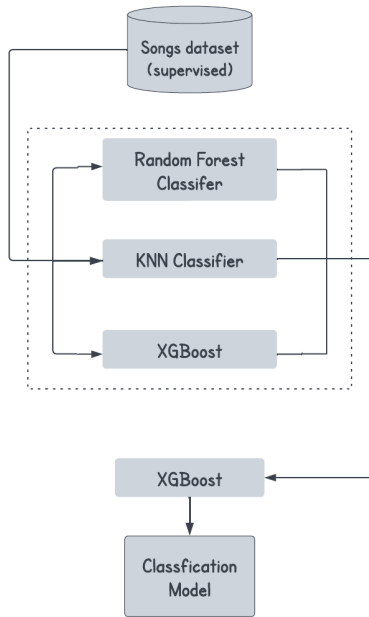 Songs dataset
(supervised)
Random Forest
Classifer
KNN Classifier
XGBoost
XGBoost
Classfication
Model